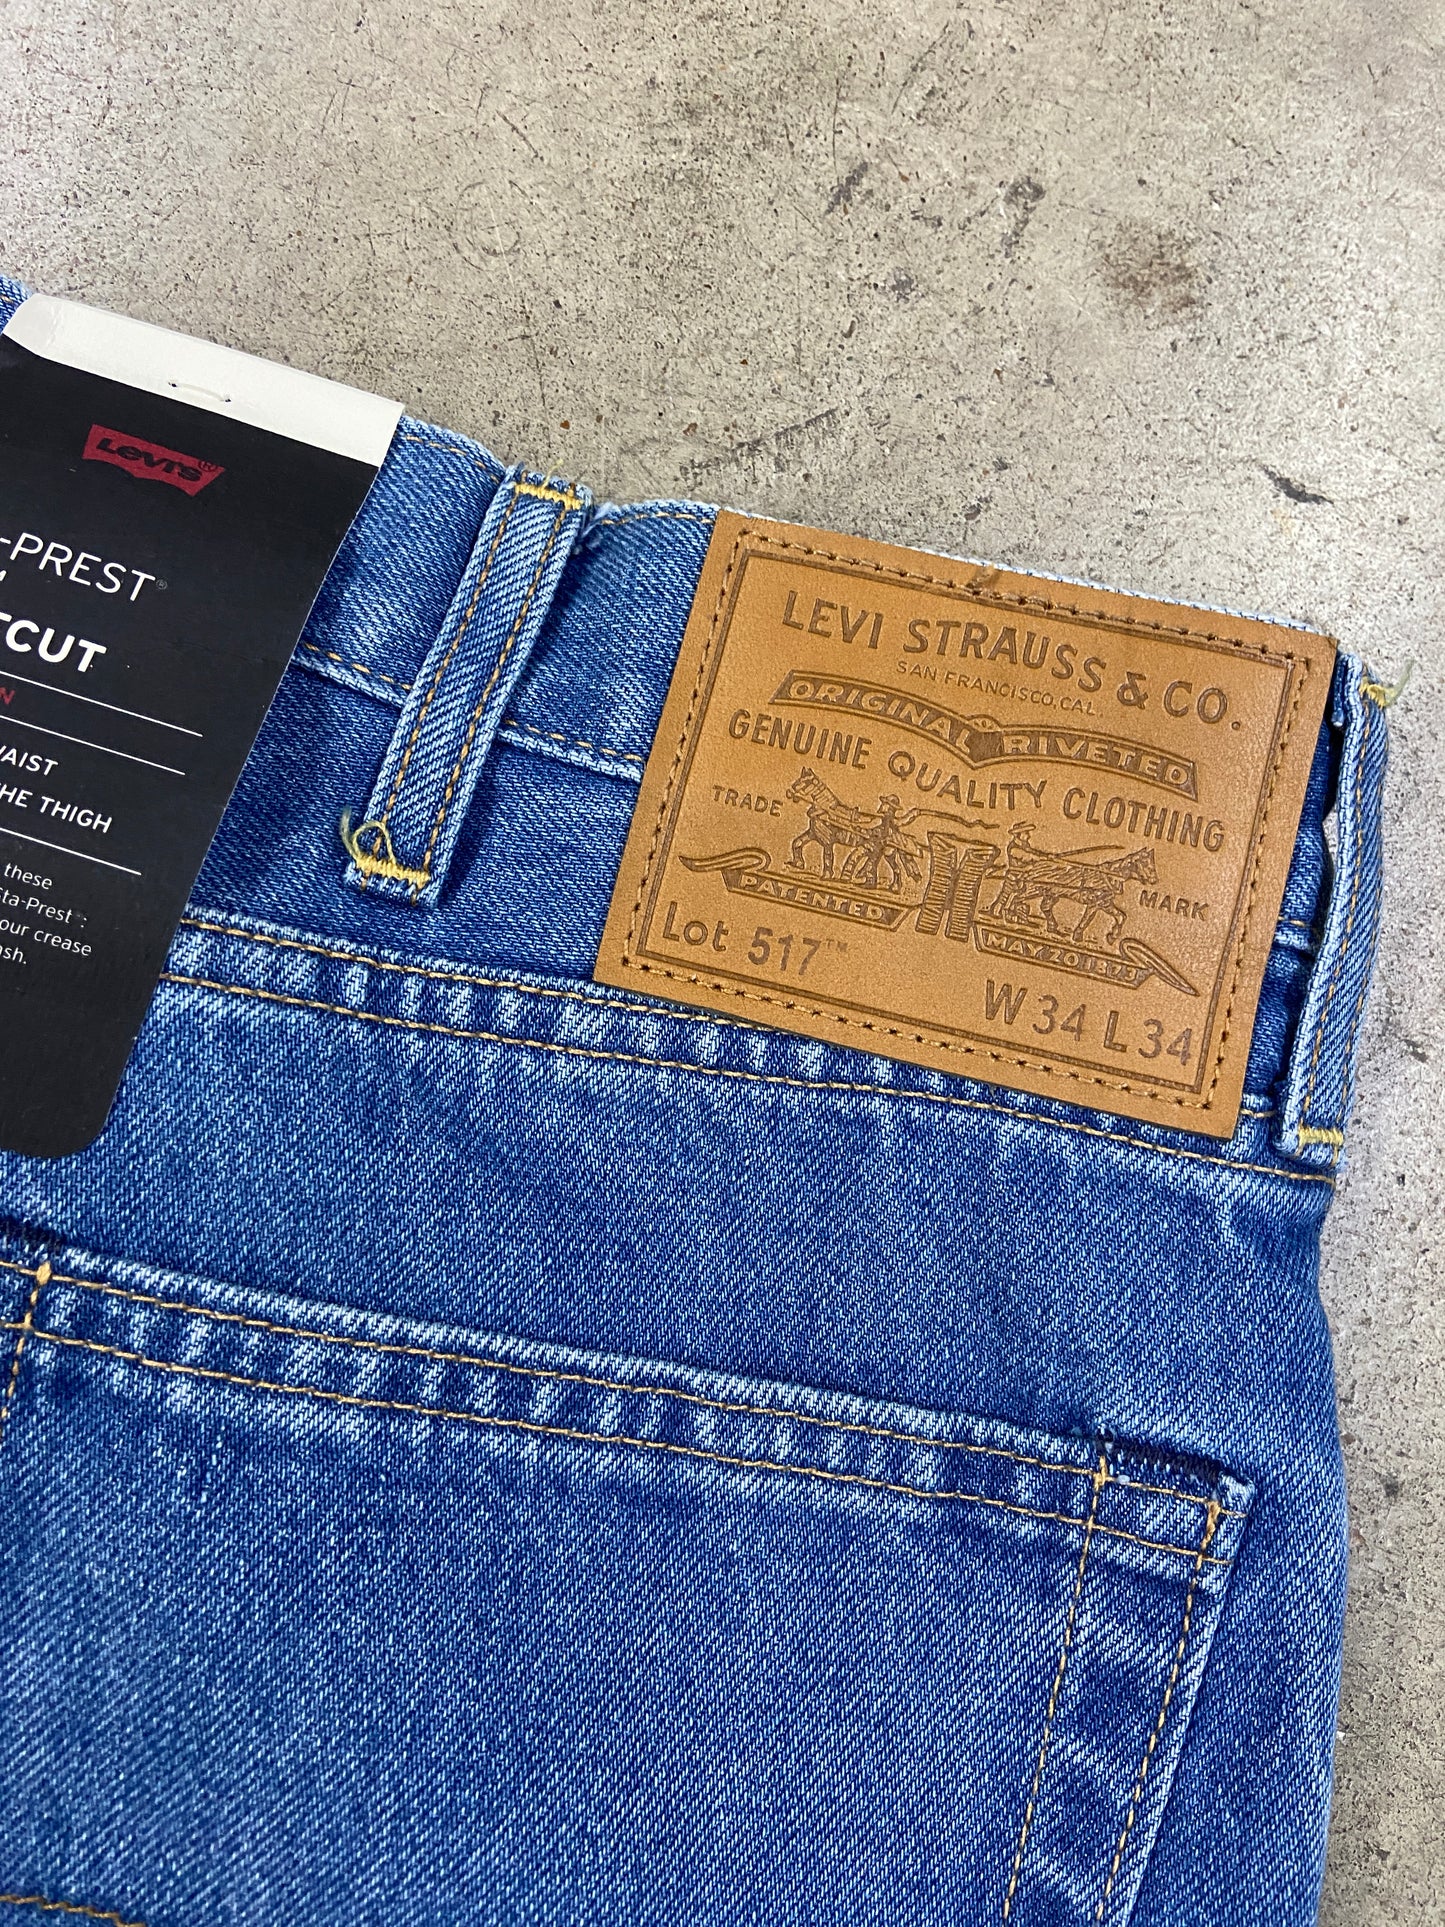 Levi's®
-PREST®
TCUT
N
AIST
HE THIGH
these
Sta-Prest
our crease
sh.
LEVI STRAUSS & CO.
SAN FRANCISCO, CAL.
ORIGINAL RIVETED
GENUINE QUALITY CLOTHING
TRADE MARK
PATENTED MAY 20 1873
Lot 517™
W 34 L 34